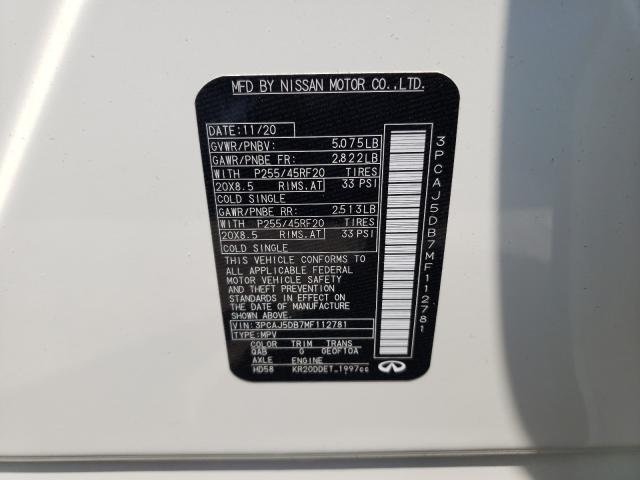 MFD BY NISSAN MOTOR CO.,LTD.
DATE: 11/20
GVWR/PNBV: 5.075LB
GAWR/PNBE FR: 2.822LB
WITH P255/45RF20 TIRES
20X8.5 RIMS.AT 33 PSI
COLD SINGLE
GAWR/PNBE RR: 2.513LB
WITH P255/45RF20 TIRES
20X8.5 RIMS.AT 33 PSI
COLD SINGLE
THIS VEHICLE CONFORMS TO
ALL APPLICABLE FEDERAL
MOTOR VEHICLE SAFETY
AND THEFT PREVENTION
STANDARDS IN EFFECT ON
THE DATE OF MANUFACTURE
SHOWN ABOVE.
VIN: 3PCAJ5DB7MF112781
TYPE: MPV
COLOR TRIM TRANS
QAB G GE0F10A
AXLE ENGINE
HD58 KR20DDET_1997cc
3PCAJ5DB7MF112781